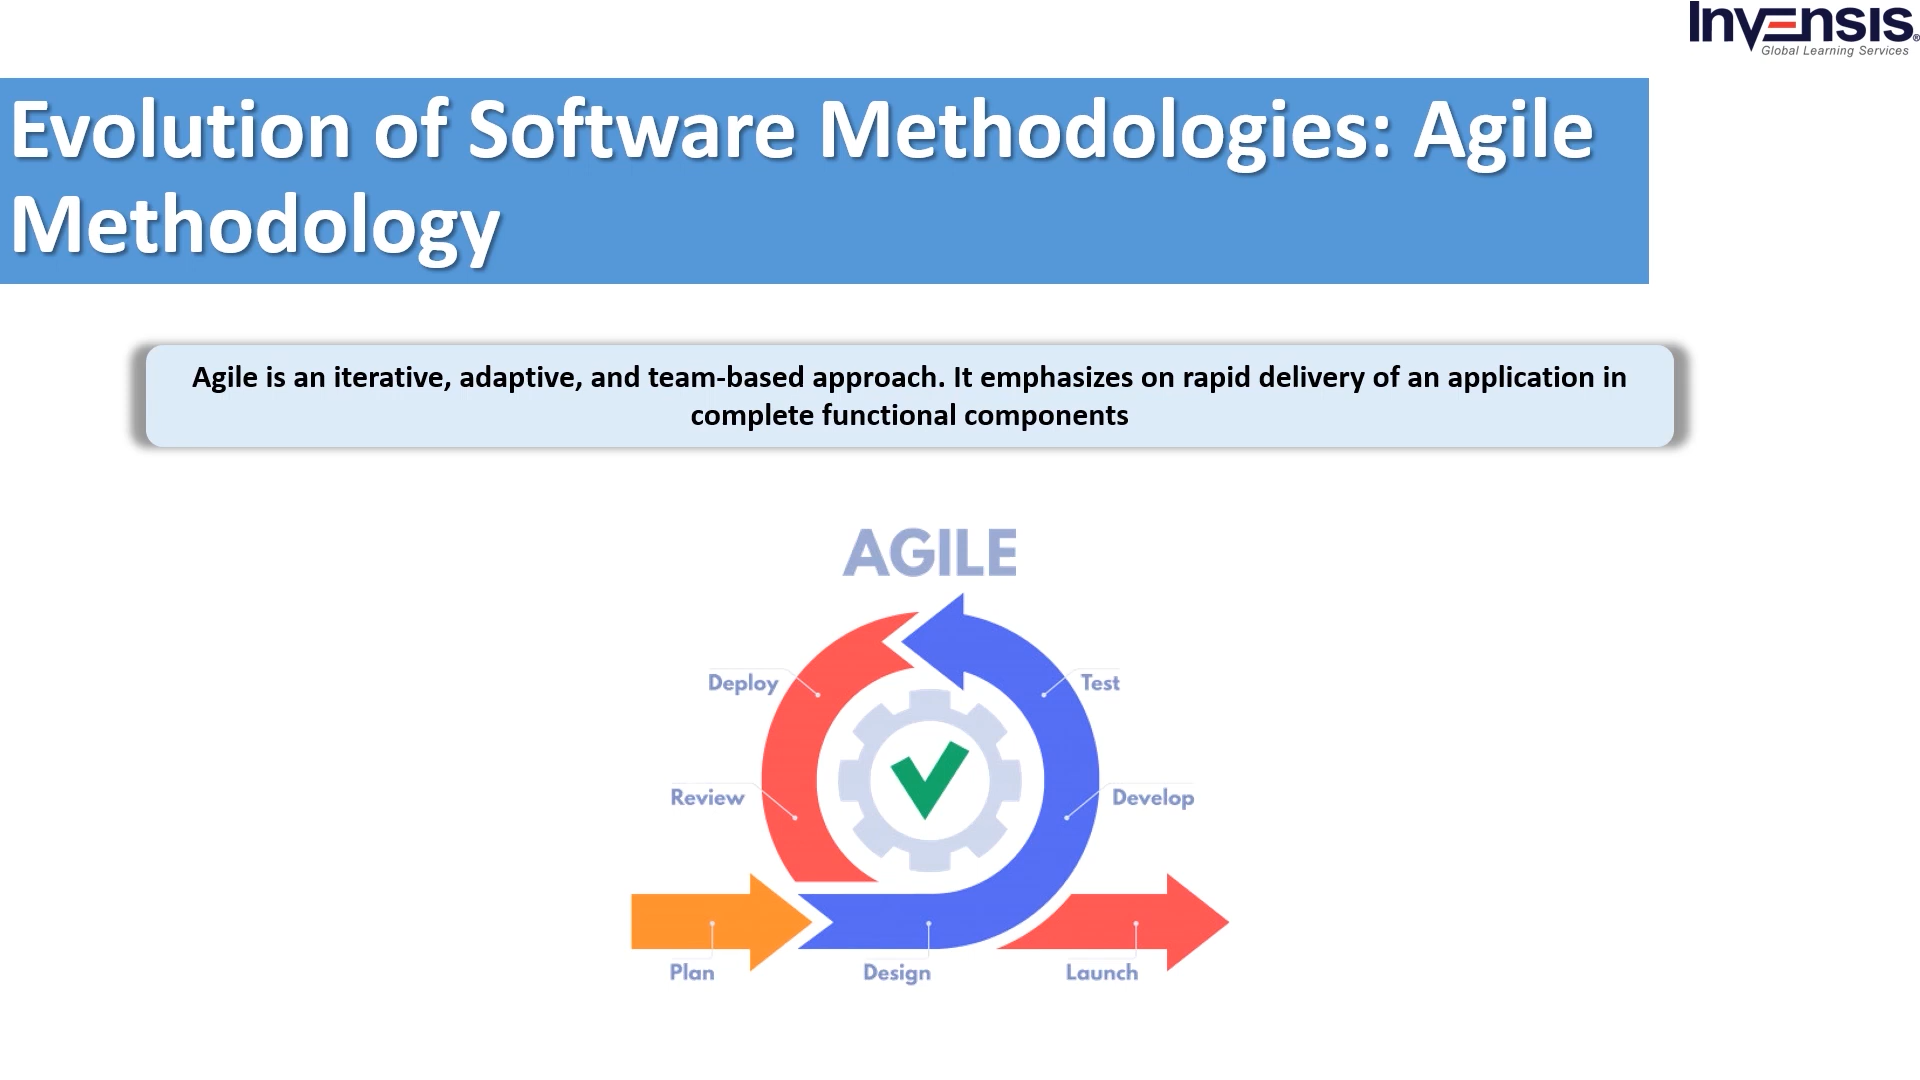 Invensis®
Global Learning Services
Evolution of Software Methodologies: Agile
Methodology
Agile is an iterative, adaptive, and team-based approach. It emphasizes on rapid delivery of an application in
complete functional components
AGILE
Deploy
Test
Review
Develop
Plan
Design
Launch